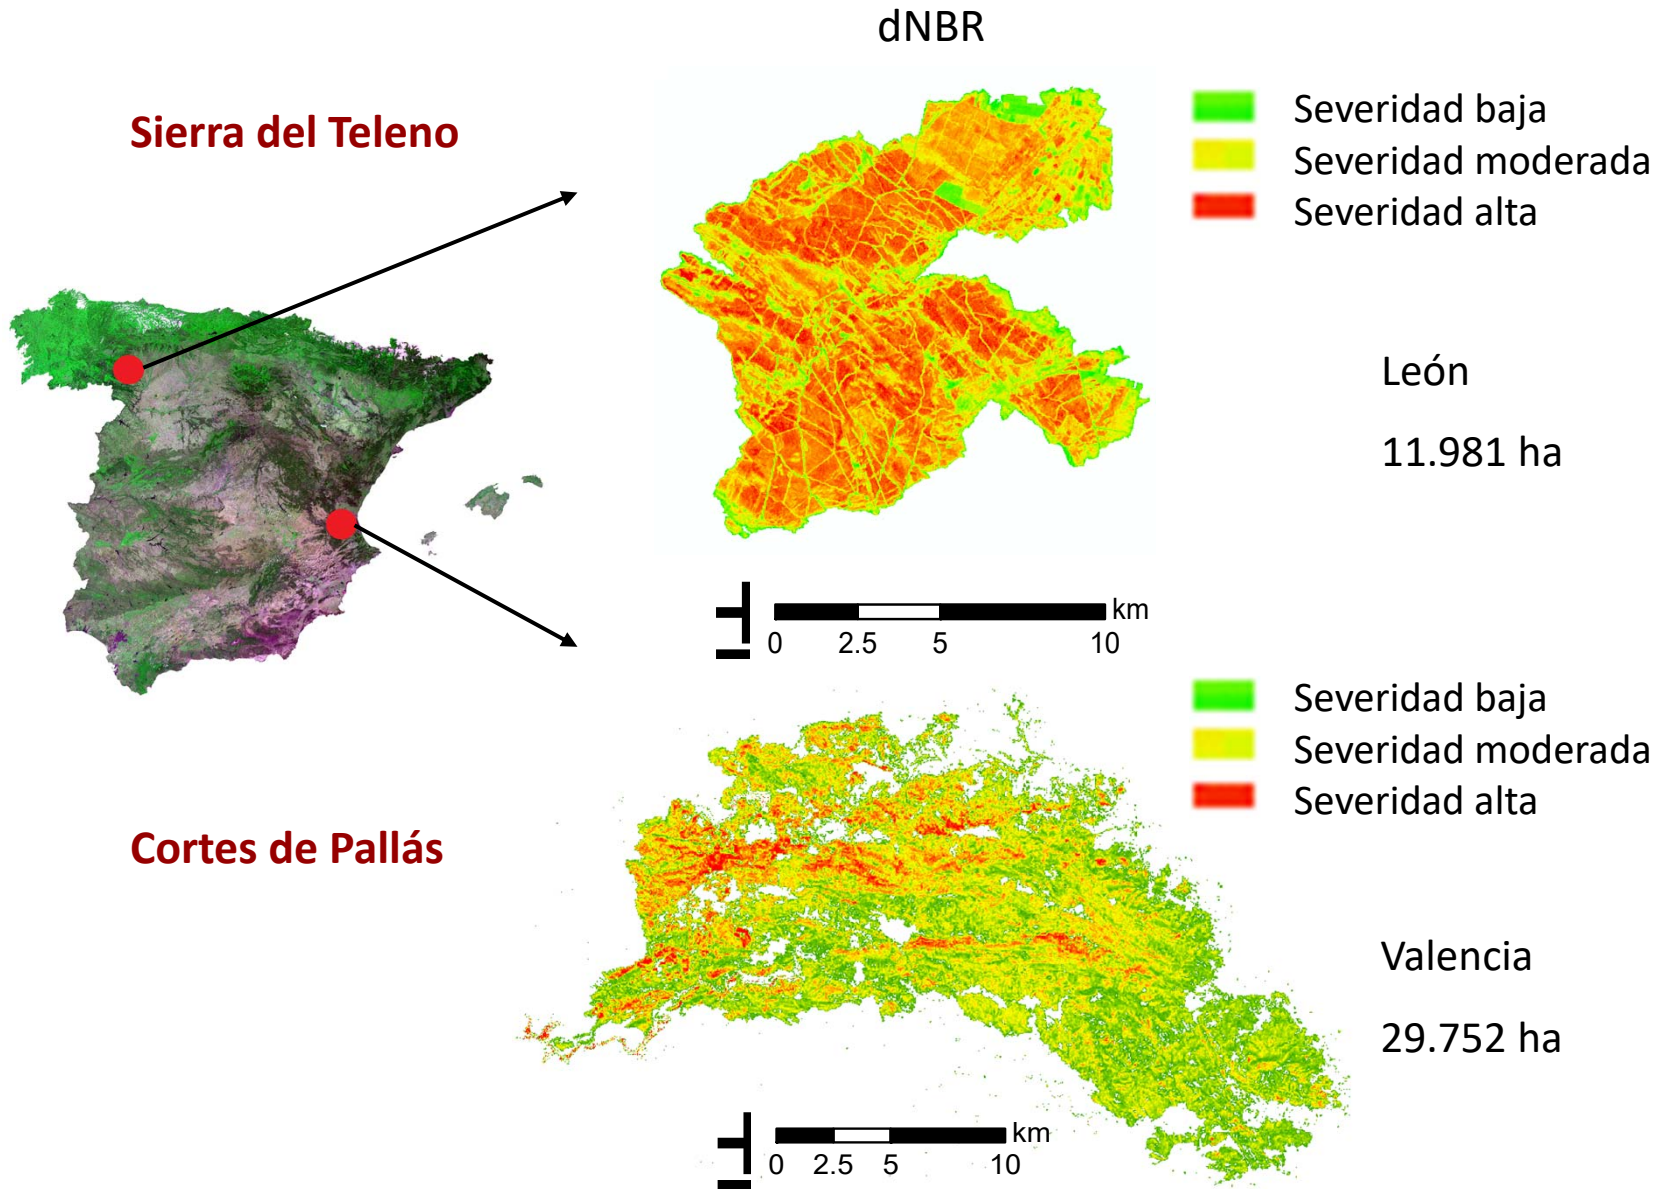 dNBR
Sierra del Teleno
Severidad baja
Severidad moderada
Severidad alta
León
11.981 ha
km
0 2.5 5 10
Severidad baja
Severidad moderada
Severidad alta
Cortes de Pallás
Valencia
29.752 ha
km
0 2.5 5 10